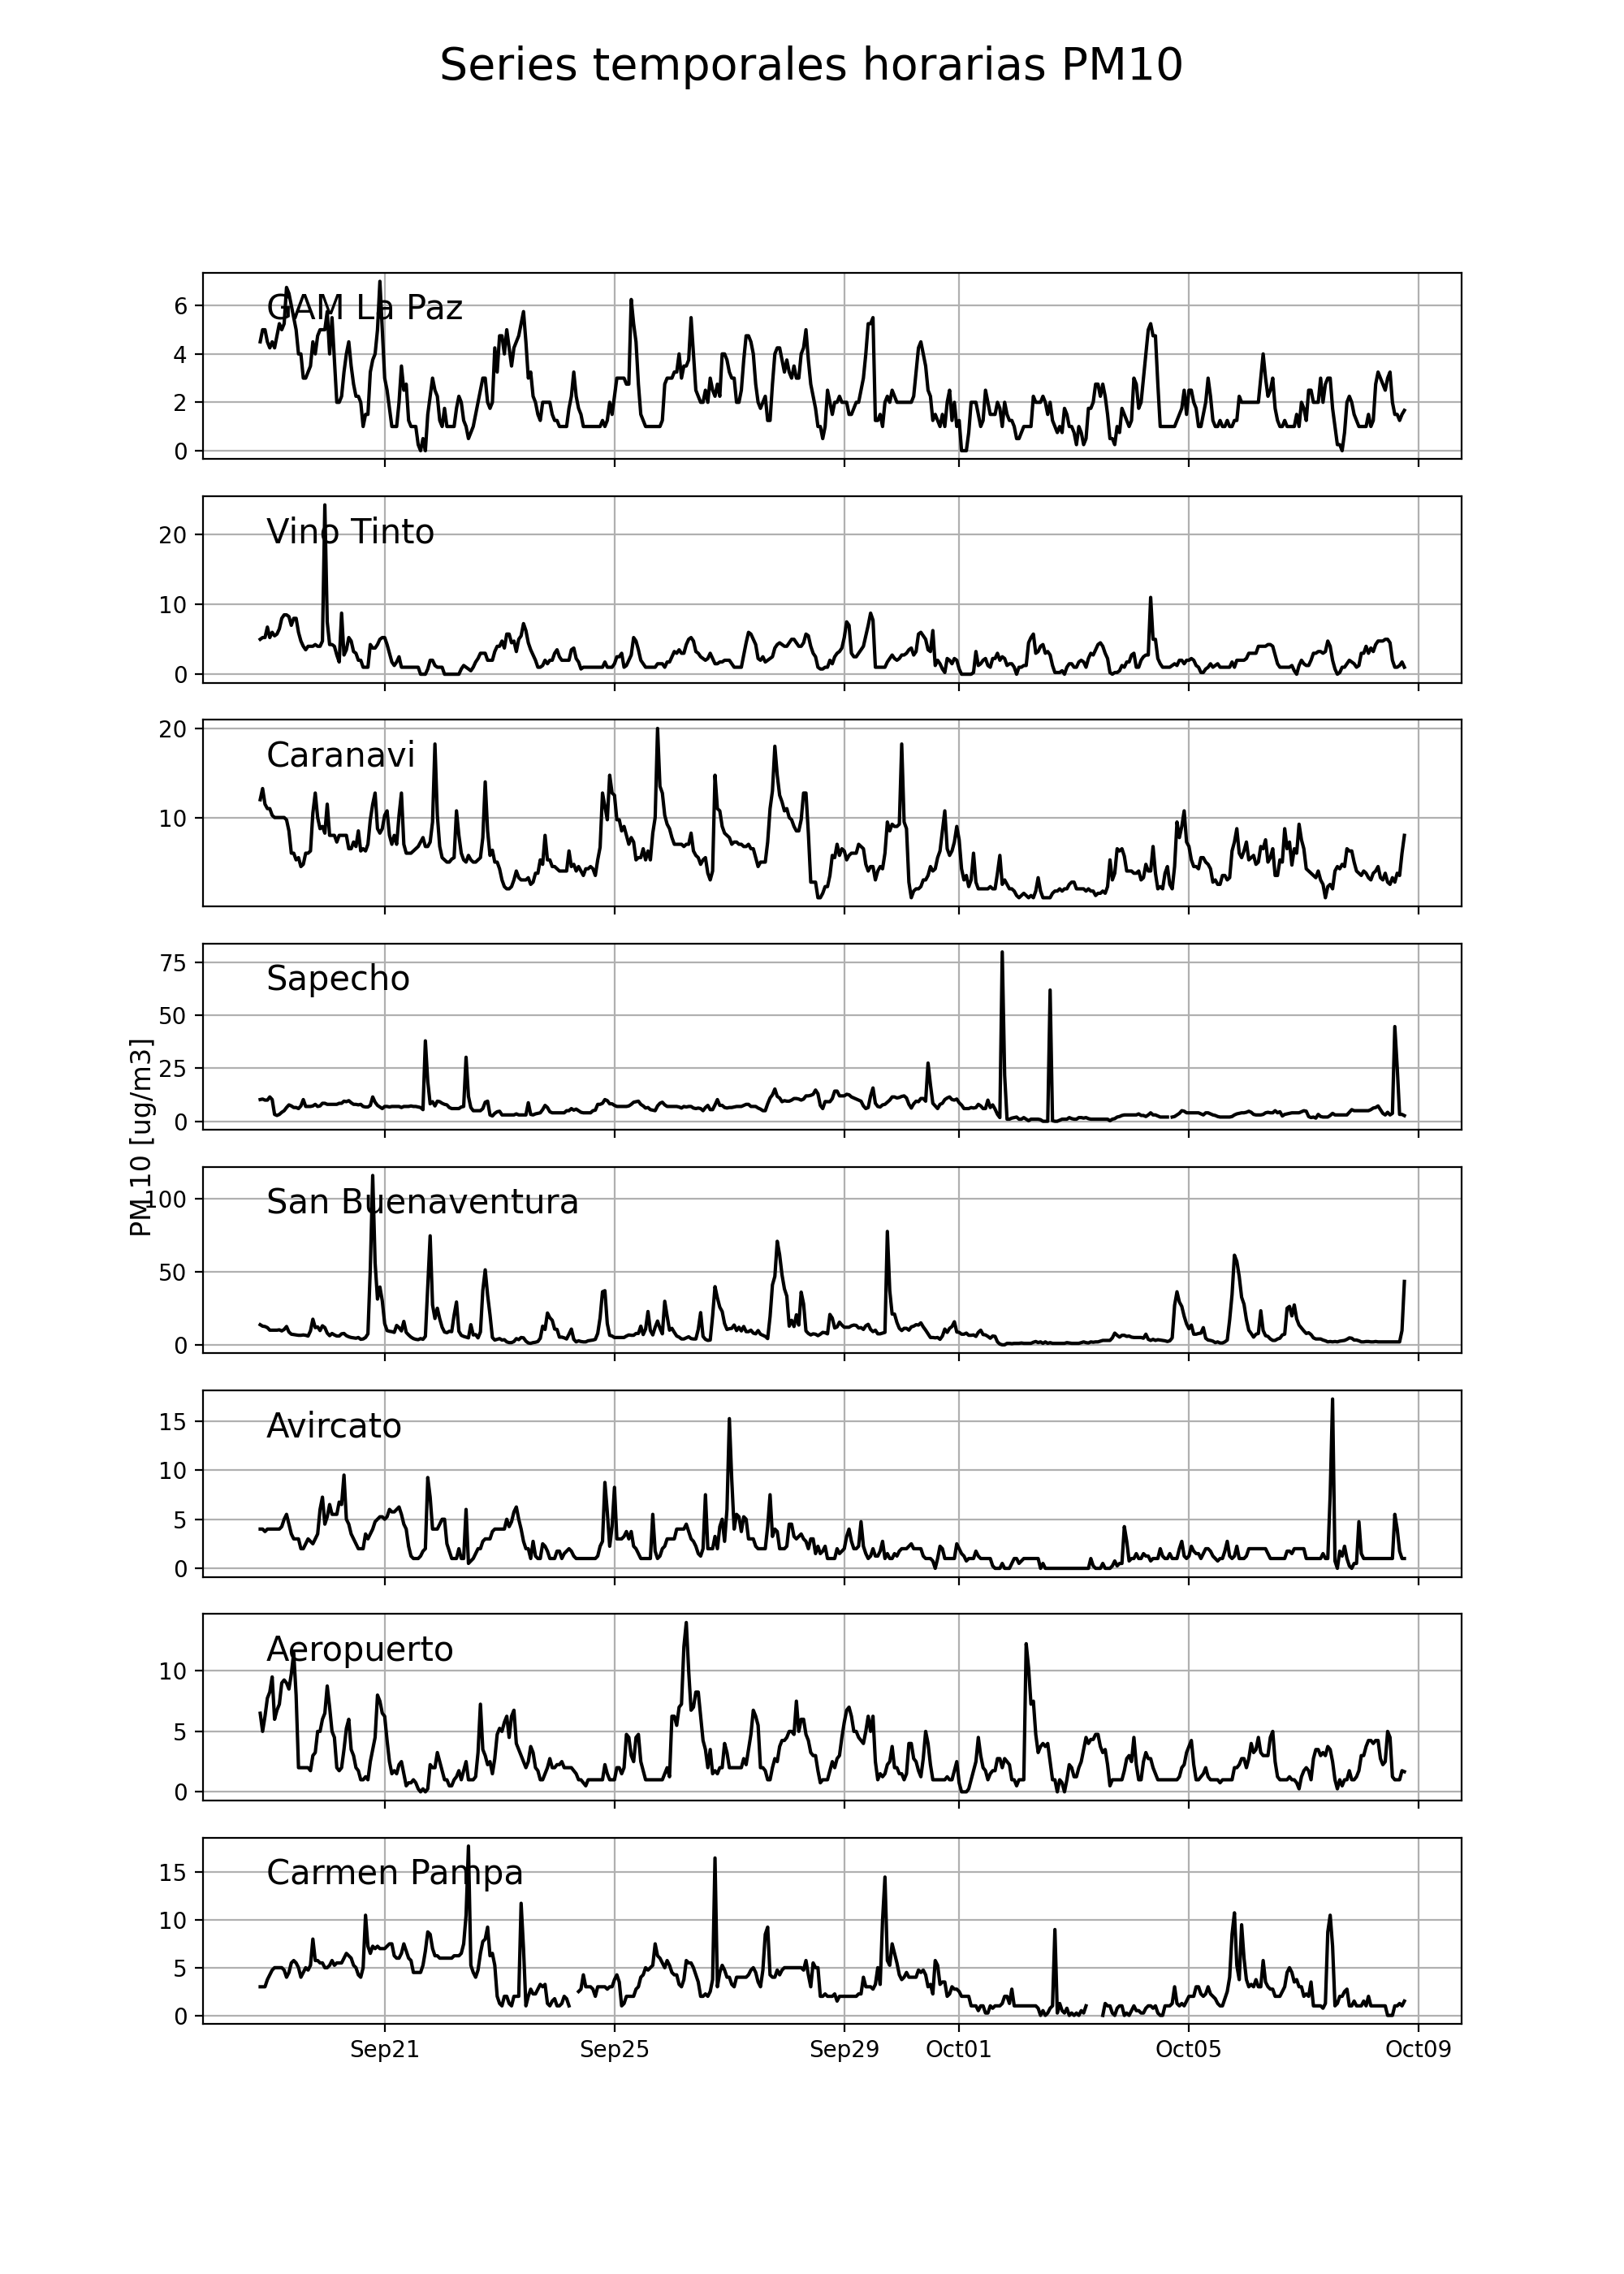 Series temporales horarias PM10
GAM La Paz
6
4
2
0
Vino Tinto
20
10
0
Caranavi
20
10
Sapecho
75
50
25
0
PM 10 [ug/m3]
San Buenaventura
100
50
0
Avircato
15
10
5
0
Aeropuerto
10
5
0
Carmen Pampa
15
10
5
0
Sep21 Sep25 Sep29 Oct01 Oct05 Oct09